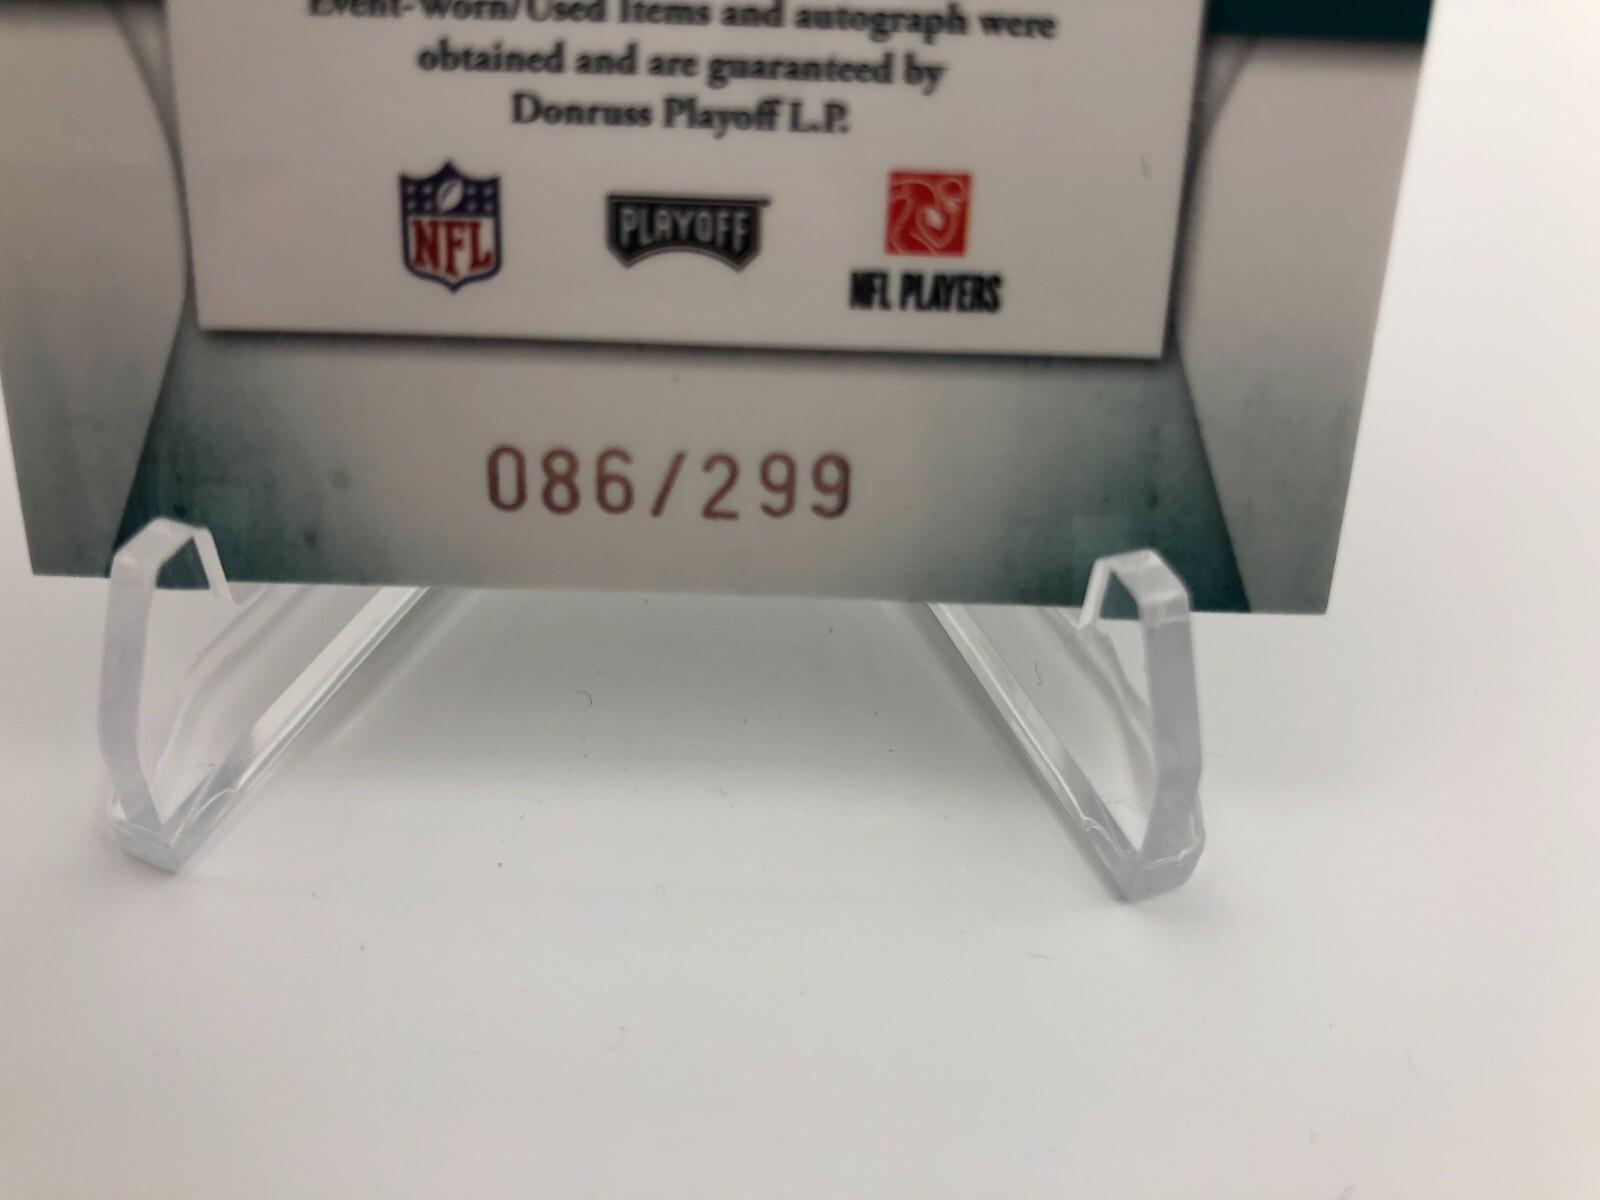 Event-Worn/Used Items and autograph were
obtained and are guaranteed by
Donruss Playoff L.P.
NFL
PLAYOFF
NFL PLAYERS
086/299